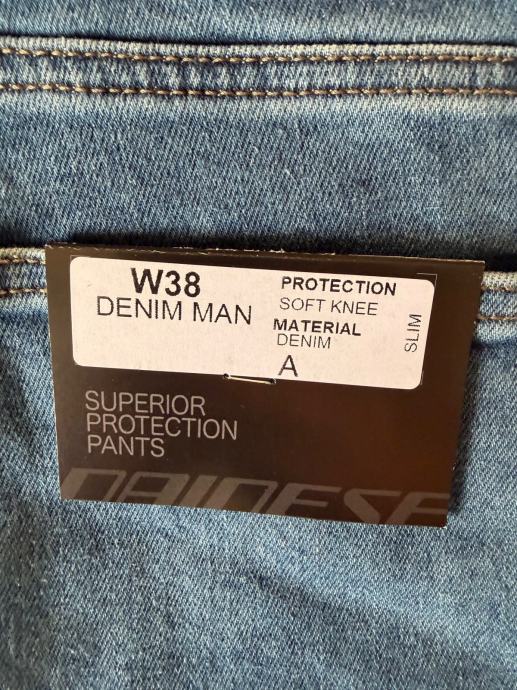 W38
DENIM MAN
PROTECTION
SOFT KNEE
MATERIAL
DENIM
A
SLIM
SUPERIOR
PROTECTION
PANTS
DAINESE